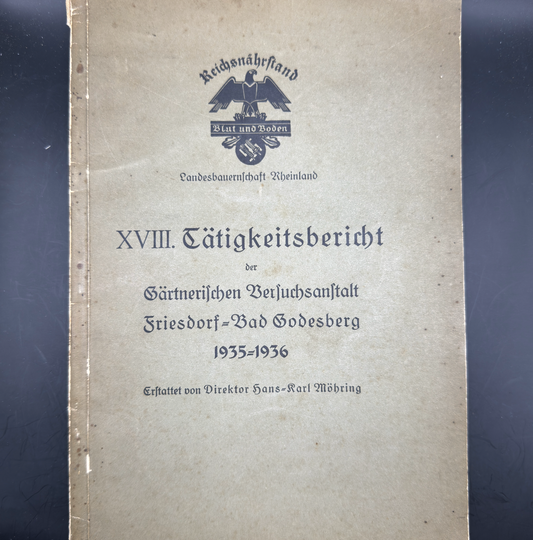 Reichsnährstand
Blut und Boden
Landesbauernschaft Rheinland
XVIII. Tätigkeitsbericht
der
Gärtnerischen Versuchsanstalt
Friesdorf=Bad Godesberg
1935=1936
Erstattet von Direktor Hans=Karl Möhring